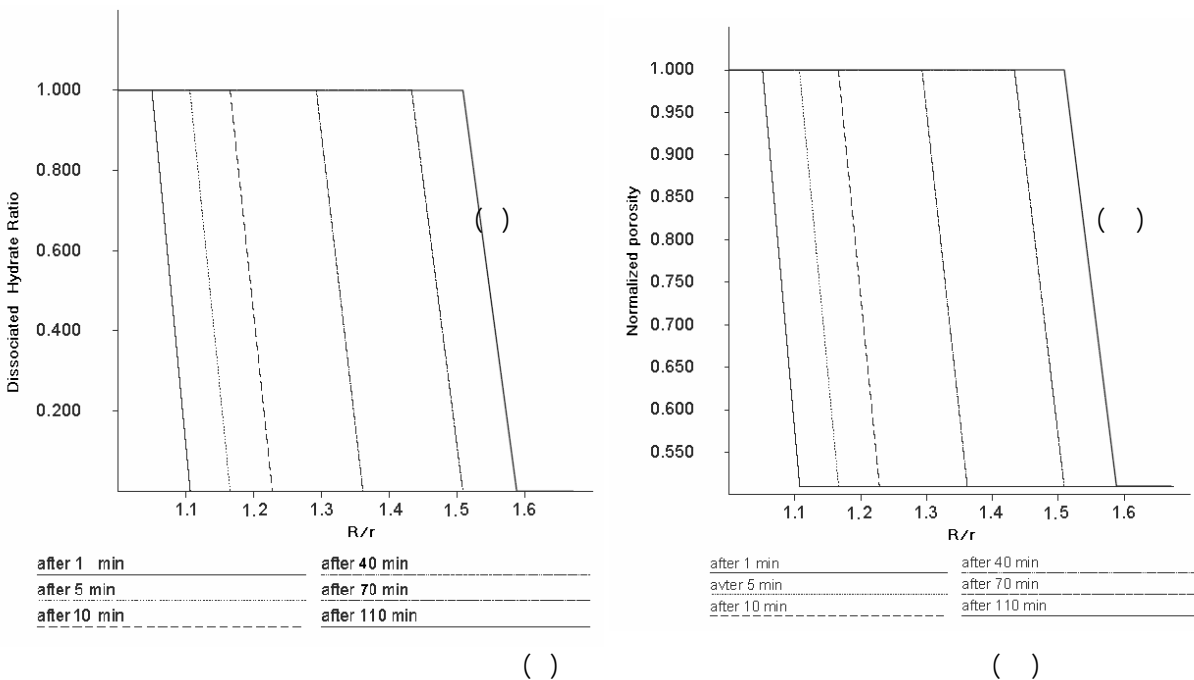 1.000
0.800
0.600
0.400
0.200
Dissociated Hydrate Ratio
( )
1.1 1.2 1.3 1.4 1.5 1.6
R/r
after 1 min
after 5 min
after 10 min
after 40 min
after 70 min
after 110 min
( )
1.000
0.950
0.900
0.850
0.800
0.750
0.700
0.650
0.600
0.550
Normalized porosity
( )
1.1 1.2 1.3 1.4 1.5 1.6
R/r
after 1 min
avter 5 min
after 10 min
after 40 min
after 70 min
after 110 min
( )